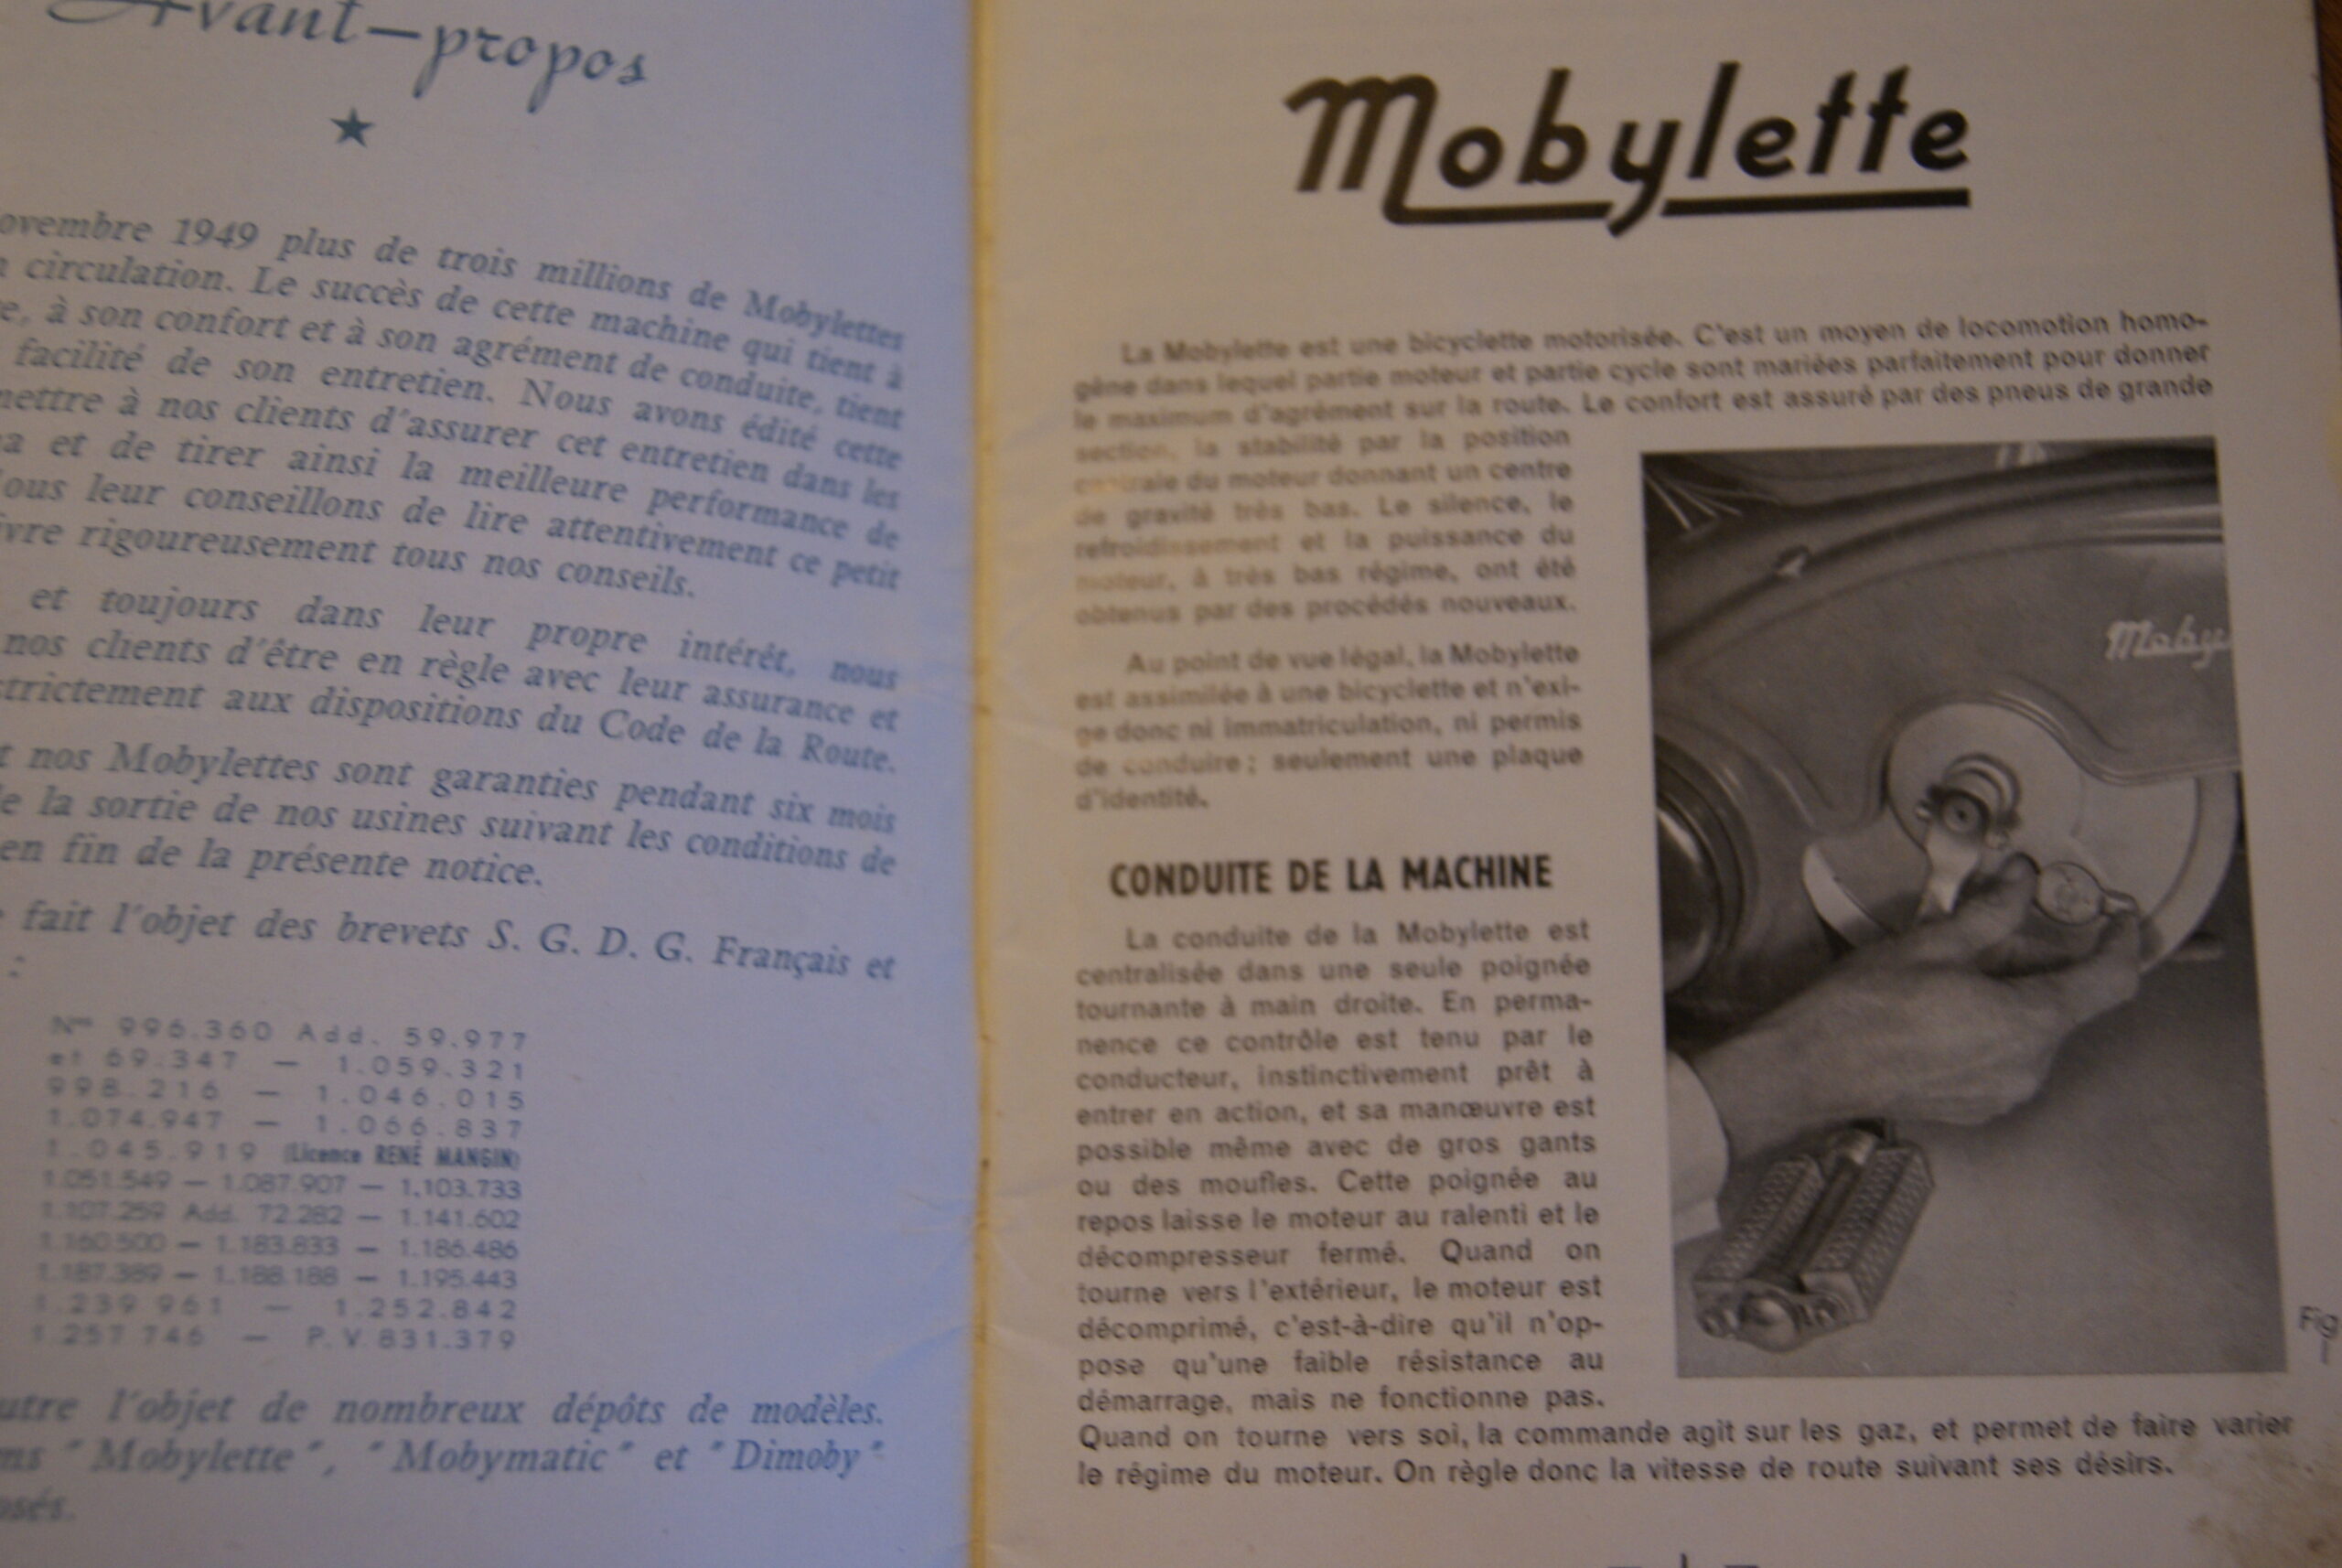 Avant-propos
★
ovembre 1949 plus de trois millions de Mobylettes
circulation. Le succès de cette machine qui tient à
e, à son confort et à son agrément de conduite, tient
facilité de son entretien. Nous avons édité cette
mettre à nos clients d'assurer cet entretien dans les
a et de tirer ainsi la meilleure performance de
ous leur conseillons de lire attentivement ce petit
ivre rigoureusement tous nos conseils.
et toujours dans leur propre intérêt, nous
nos clients d'être en règle avec leur assurance et
strictement aux dispositions du Code de la Route.
t nos Mobylettes sont garanties pendant six mois
de la sortie de nos usines suivant les conditions de
en fin de la présente notice.
fait l'objet des brevets S. G. D. G. Français et
:
Nos 996.360 Add. 59.977
et 69.347 — 1.059.321
998.216 — 1.046.015
1.074.947 — 1.066.837
1.045.919 (Licence RENÉ MANGIN)
1.051.549 — 1.087.907 — 1.103.733
1.107.259 Add. 72.282 — 1.141.602
1.160.500 — 1.183.833 — 1.186.486
1.187.389 — 1.188.188 — 1.195.443
1.239 961 — 1.252.842
1.257 746 — P. V. 831.379
utre l'objet de nombreux dépôts de modèles.
ms "Mobylette", "Mobymatic" et "Dimoby"
osés.
Mobylette
La Mobylette est une bicyclette motorisée. C'est un moyen de locomotion homo-
gène dans lequel partie moteur et partie cycle sont mariées parfaitement pour donner
le maximum d'agrément sur la route. Le confort est assuré par des pneus de grande
section, la stabilité par la position
centrale du moteur donnant un centre
de gravité très bas. Le silence, le
refroidissement et la puissance du
moteur, à très bas régime, ont été
obtenus par des procédés nouveaux.
Au point de vue légal, la Mobylette
est assimilée à une bicyclette et n'exi-
ge donc ni immatriculation, ni permis
de conduire ; seulement une plaque
d'identité.
CONDUITE DE LA MACHINE
La conduite de la Mobylette est
centralisée dans une seule poignée
tournante à main droite. En perma-
nence ce contrôle est tenu par le
conducteur, instinctivement prêt à
entrer en action, et sa manœuvre est
possible même avec de gros gants
ou des moufles. Cette poignée au
repos laisse le moteur au ralenti et le
décompresseur fermé. Quand on
tourne vers l'extérieur, le moteur est
décomprimé, c'est-à-dire qu'il n'op-
pose qu'une faible résistance au
démarrage, mais ne fonctionne pas.
Quand on tourne vers soi, la commande agit sur les gaz, et permet de faire varier
le régime du moteur. On règle donc la vitesse de route suivant ses désirs.
Moby
Fig